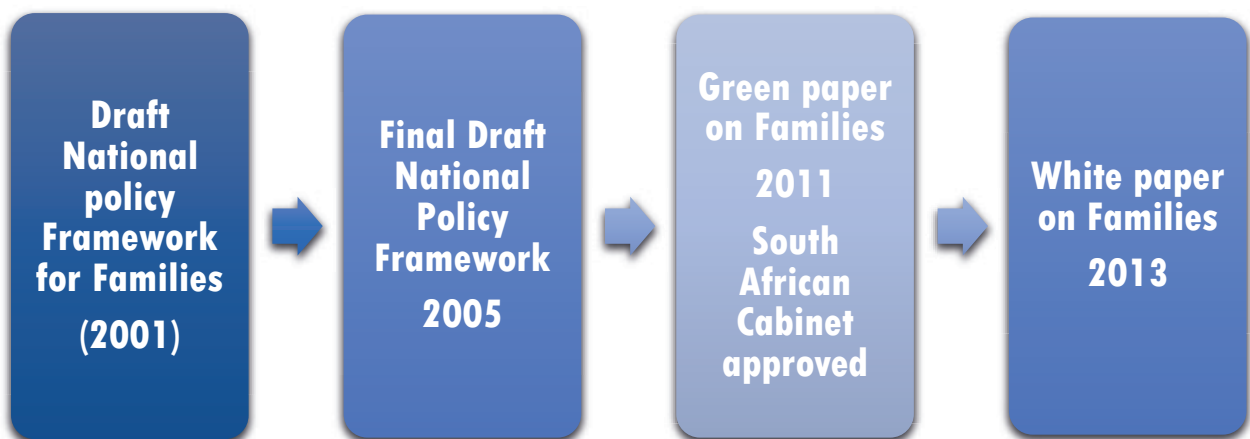 Draft
National
policy
Framework
for Families
(2001)
Final Draft
National
Policy
Framework
2005
Green paper
on Families
2011
South
African
Cabinet
approved
White paper
on Families
2013